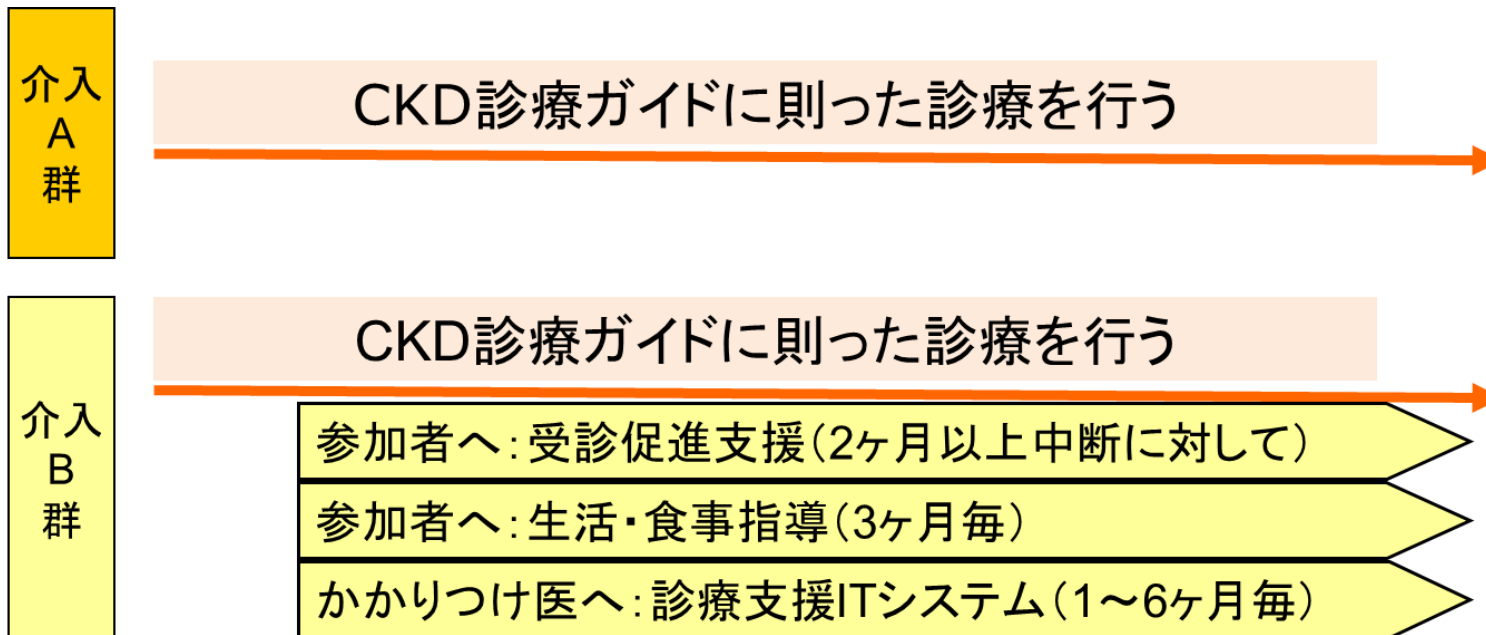 介入
A
群
CKD診療ガイドに則った診療を行う
介入
B
群
CKD診療ガイドに則った診療を行う
参加者へ:受診促進支援(2ヶ月以上中断に対して)
参加者へ:生活・食事指導(3ヶ月毎)
かかりつけ医へ:診療支援ITシステム(1～6ヶ月毎)